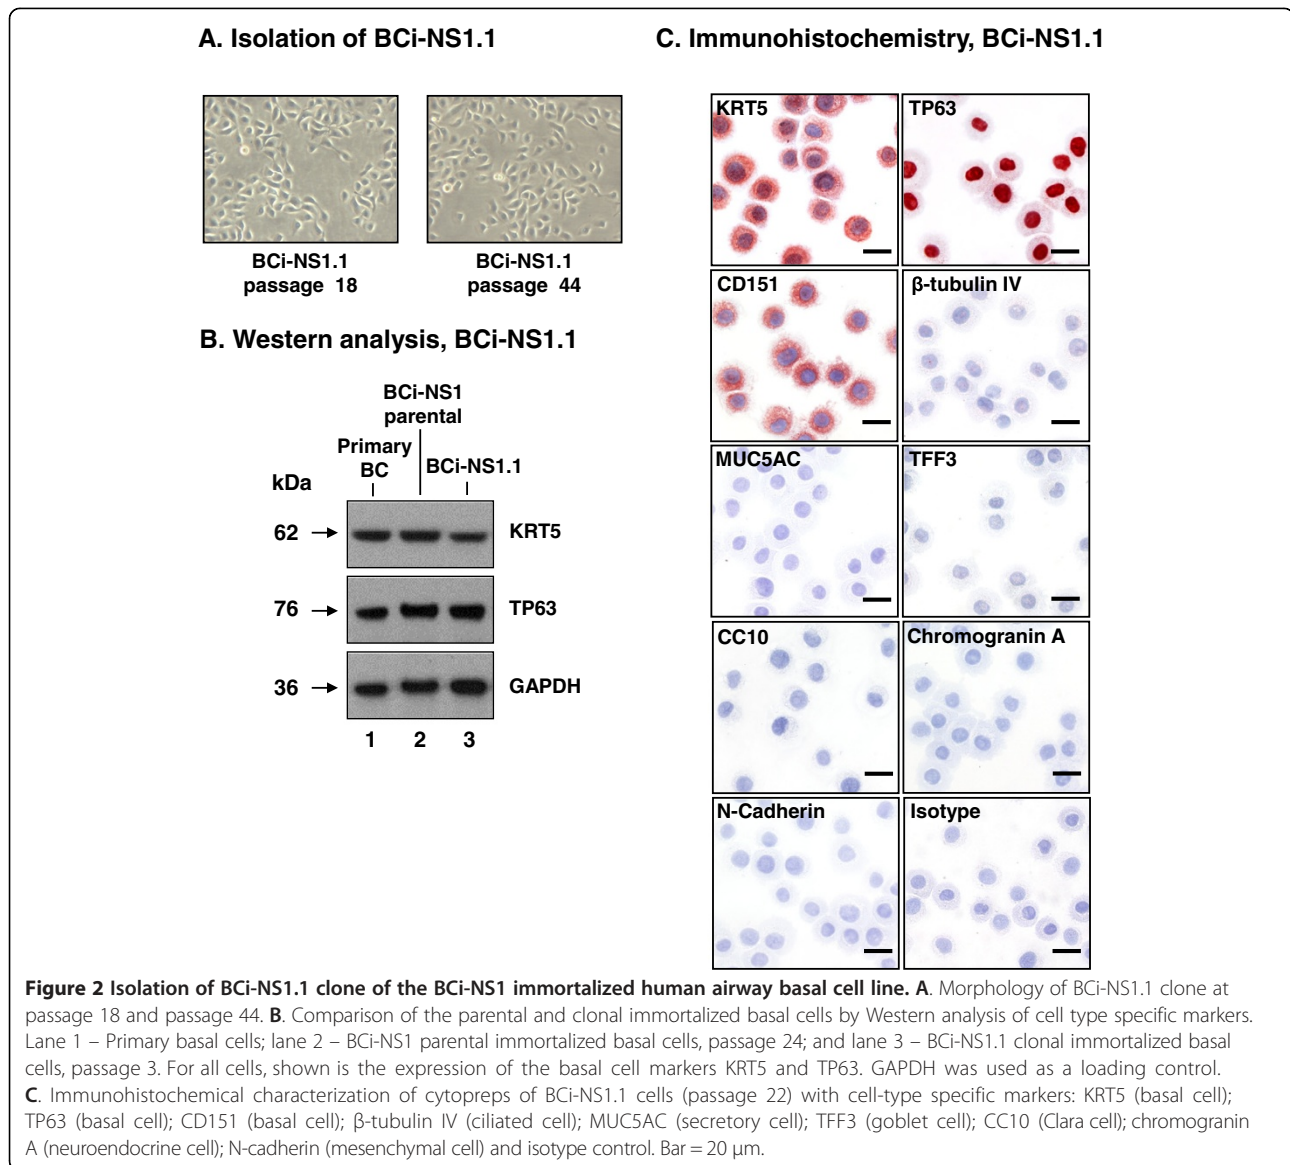 A. Isolation of BCi-NS1.1
BCi-NS1.1
passage 18
BCi-NS1.1
passage 44
B. Western analysis, BCi-NS1.1
BCi-NS1
parental
Primary
BC
BCi-NS1.1
kDa
62
KRT5
76
TP63
36
GAPDH
1 2 3
C. Immunohistochemistry, BCi-NS1.1
KRT5
TP63
CD151
β-tubulin IV
MUC5AC
TFF3
CC10
Chromogranin A
N-Cadherin
Isotype
Figure 2 Isolation of BCi-NS1.1 clone of the BCi-NS1 immortalized human airway basal cell line. A. Morphology of BCi-NS1.1 clone at
passage 18 and passage 44. B. Comparison of the parental and clonal immortalized basal cells by Western analysis of cell type specific markers.
Lane 1 – Primary basal cells; lane 2 – BCi-NS1 parental immortalized basal cells, passage 24; and lane 3 – BCi-NS1.1 clonal immortalized basal
cells, passage 3. For all cells, shown is the expression of the basal cell markers KRT5 and TP63. GAPDH was used as a loading control.
C. Immunohistochemical characterization of cytopreps of BCi-NS1.1 cells (passage 22) with cell-type specific markers: KRT5 (basal cell);
TP63 (basal cell); CD151 (basal cell); β-tubulin IV (ciliated cell); MUC5AC (secretory cell); TFF3 (goblet cell); CC10 (Clara cell); chromogranin
A (neuroendocrine cell); N-cadherin (mesenchymal cell) and isotype control. Bar = 20 μm.